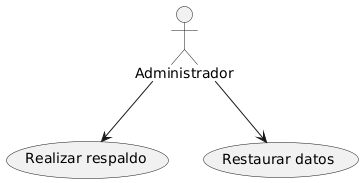 Administrador
Realizar respaldo
Restaurar datos